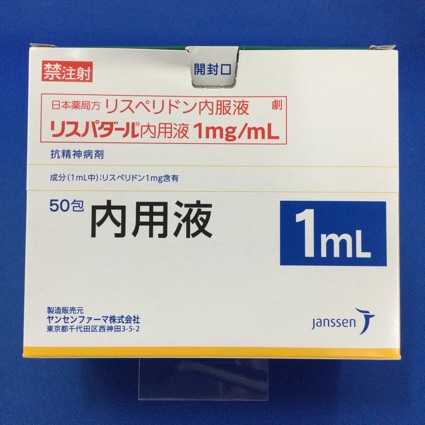 禁注射
開封口
日本薬局方 リスペリドン内服液 劇
リスパダール内用液1mg/mL
抗精神病剤
成分(1mL中):リスペリドン1mg含有
50包 内用液 1mL
製造販売元
ヤンセンファーマ株式会社
東京都千代田区西神田3-5-2
janssen